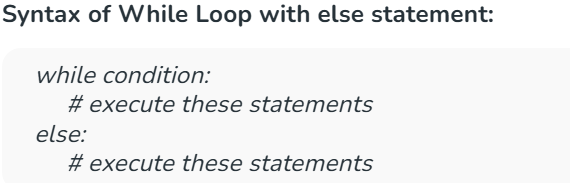 Syntax of While Loop with else statement:
while condition:
# execute these statements
else:
# execute these statements